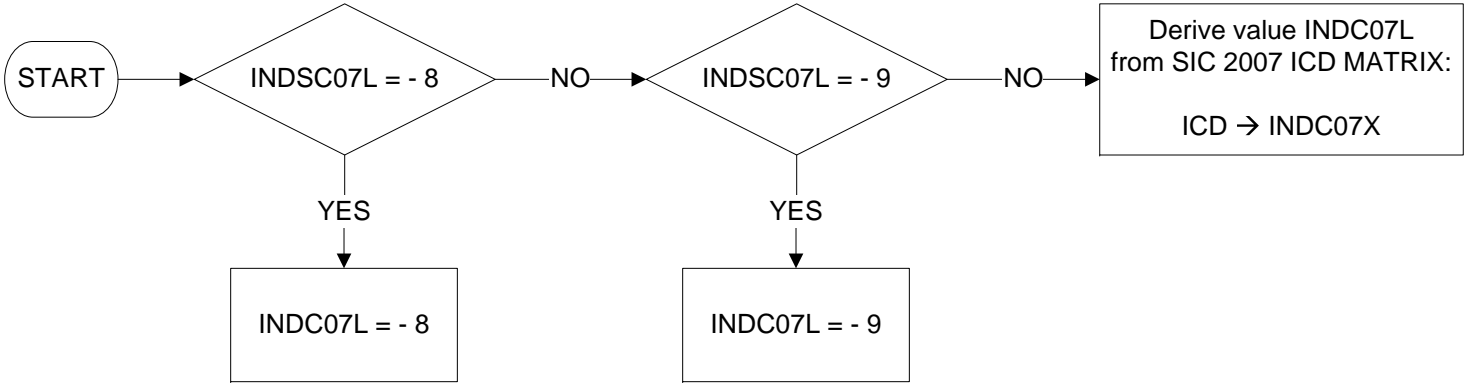 START
INDSC07L = - 8
NO
INDSC07L = - 9
NO
Derive value INDC07L
from SIC 2007 ICD MATRIX:
ICD → INDC07X
YES
YES
INDC07L = - 8
INDC07L = - 9